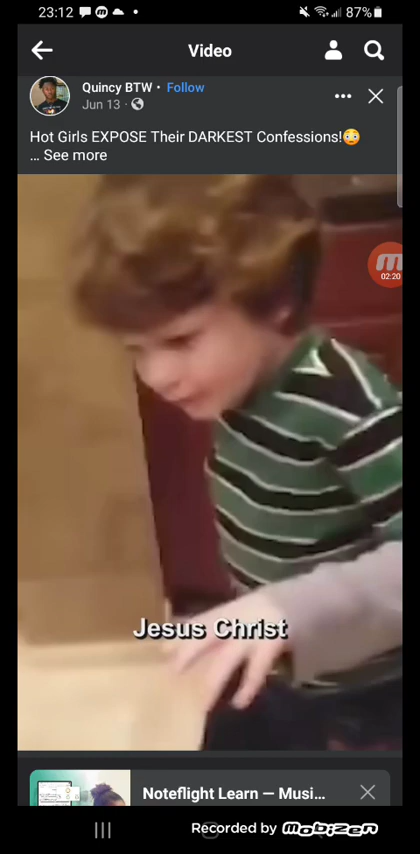 23:12
87%
Video
Quincy BTW · Follow
Jun 13 ·
Hot Girls EXPOSE Their DARKEST Confessions!😳
... See more
02:20
Jesus Christ
Noteflight Learn — Musi...
Recorded by mobizen